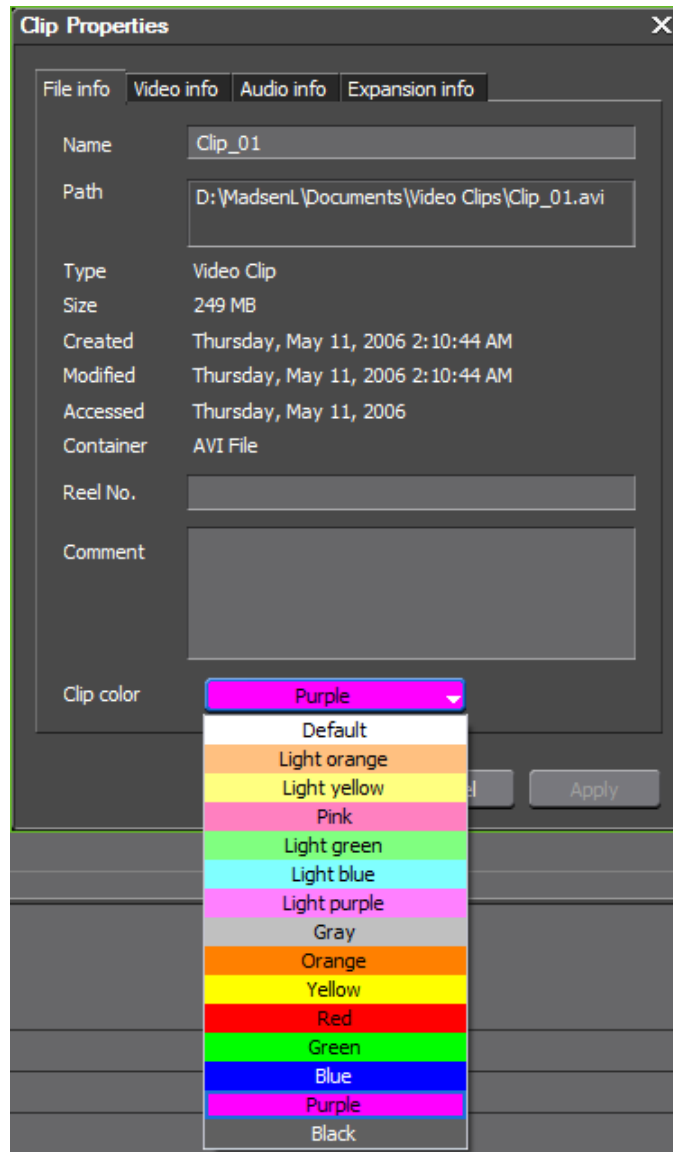 Clip Properties
File info Video info Audio info Expansion info
Name Clip_01
Path D:\MadsenL\Documents\Video Clips\Clip_01.avi
Type Video Clip
Size 249 MB
Created Thursday, May 11, 2006 2:10:44 AM
Modified Thursday, May 11, 2006 2:10:44 AM
Accessed Thursday, May 11, 2006
Container AVI File
Reel No.
Comment
Clip color Purple
Default
Light orange
Light yellow
Apply
Pink
Light green
Light blue
Light purple
Gray
Orange
Yellow
Red
Green
Blue
Purple
Black